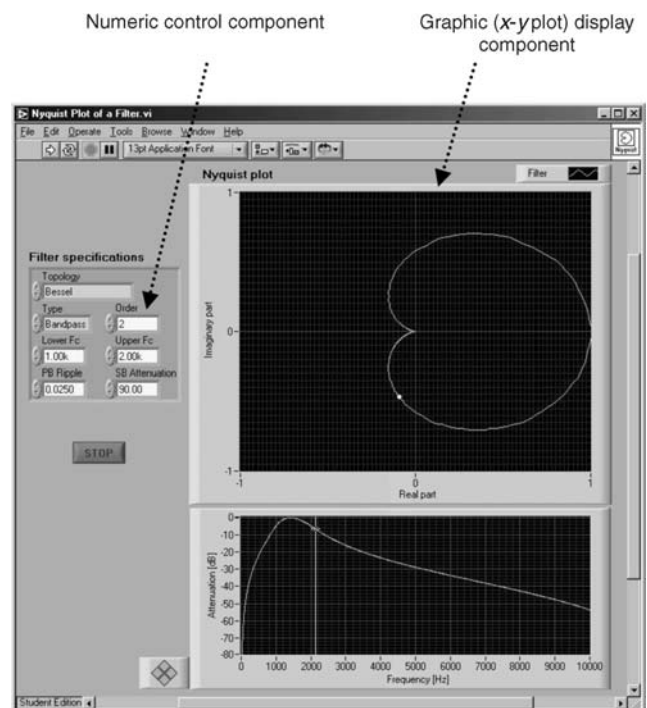 Numeric control component
Graphic (x-y plot) display
component
Nyquist Plot of a Filter.vi
File Edit Operate Tools Browse Window Help
13pt Application Font
Nyquist
Nyquist plot
Filter
Filter specifications
Topology
Bessel
Type
Order
Bandpass
2
Lower Fc
Upper Fc
1.00k
2.00k
PB Ripple
SB Attenuation
0.0250
90.00
STOP
1
0
-1
Imaginary part
-1
0
1
Real part
0
-10
-20
-30
-40
-50
-60
-70
-80
Attenuation [dB]
0 1000 2000 3000 4000 5000 6000 7000 8000 9000 10000
Frequency [Hz]
Student Edition